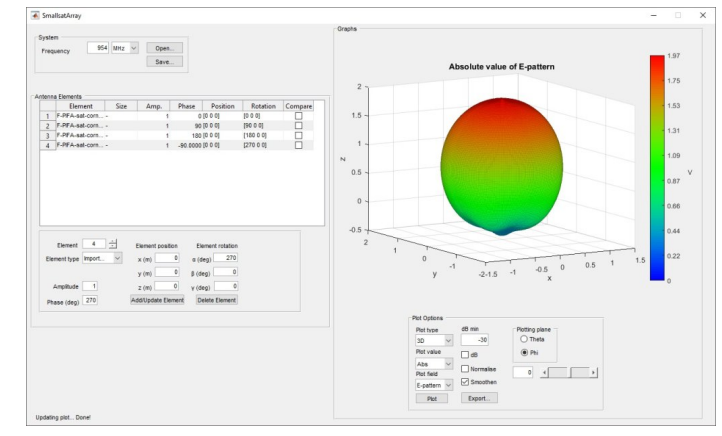 SmallsatArray
System
Frequency 954 MHz Open...
Save...
Antenna Elements
Element Size Amp. Phase Position Rotation Compare
1 F-PIFA-sat-corn... - 1 0 [0 0 0] [0 0 0]
2 F-PIFA-sat-corn... - 1 90 [0 0 0] [90 0 0]
3 F-PIFA-sat-corn... - 1 180 [0 0 0] [180 0 0]
4 F-PIFA-sat-corn... - 1 -90.0000 [0 0 0] [270 0 0]
Element 4 Element position Element rotation
Element type Import... x (m) 0 α (deg) 270
y (m) 0 β (deg) 0
Amplitude 1 z (m) 0 γ (deg) 0
Phase (deg) 270 Add/Update Element Delete Element
Updating plot... Done!
Graphs
Absolute value of E-pattern
2
1.5
1
0.5
0
-0.5
z
2
1
0
-1
-2
y
-1.5 -1 -0.5 0 0.5 1 1.5
x
1.97
1.75
1.53
1.31
1.09
0.87
0.66
0.44
0.22
0
V
Plot Options
Plot type dB min Plotting plane
3D -30 Theta
Plot value dB Phi
Abs Normalise 0
Plot field
E-pattern Smoothen
Plot Export...